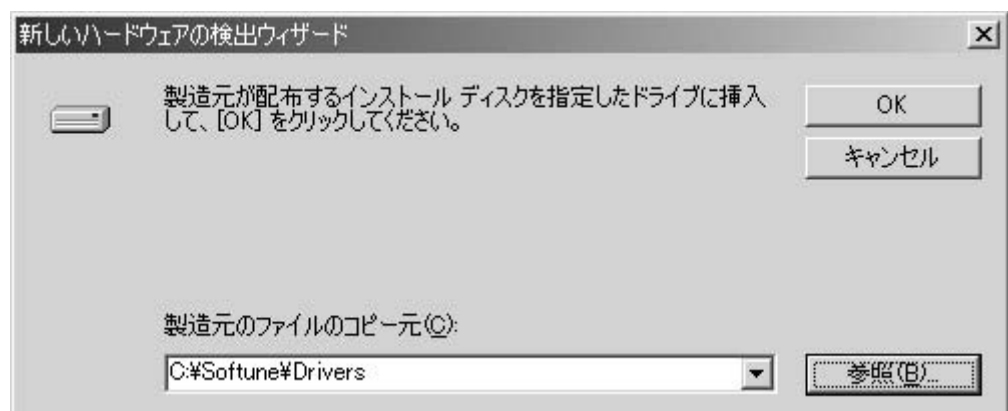 新しいハードウェアの検出ウィザード
製造元が配布するインストール ディスクを指定したドライブに挿入
して、[OK] をクリックしてください。
OK
キャンセル
製造元のファイルのコピー元(C):
C:¥Softune¥Drivers
参照(B)...